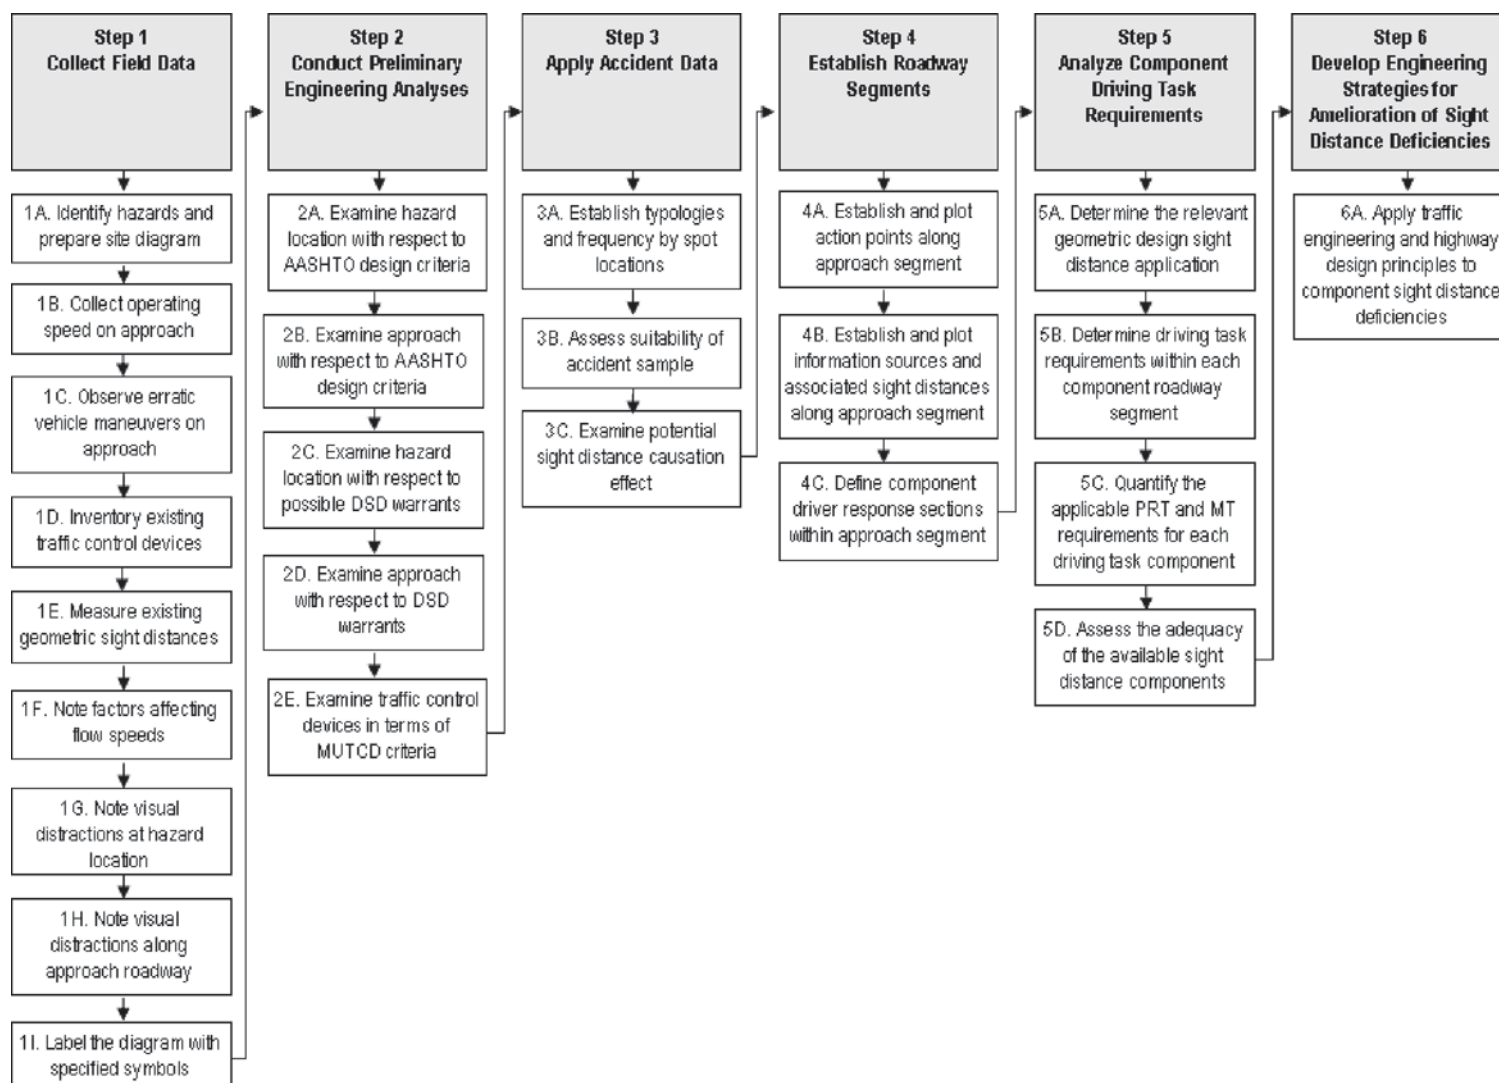 Step 1
Collect Field Data
1A. Identify hazards and
prepare site diagram
1B. Collect operating
speed on approach
1C. Observe erratic
vehicle maneuvers on
approach
1D. Inventory existing
traffic control devices
1E. Measure existing
geometric sight distances
1F. Note factors affecting
flow speeds
1G. Note visual
distractions at hazard
location
1H. Note visual
distractions along
approach roadway
1I. Label the diagram with
specified symbols
Step 2
Conduct Preliminary
Engineering Analyses
2A. Examine hazard
location with respect to
AASHTO design criteria
2B. Examine approach
with respect to AASHTO
design criteria
2C. Examine hazard
location with respect to
possible DSD warrants
2D. Examine approach
with respect to DSD
warrants
2E. Examine traffic control
devices in terms of
MUTCD criteria
Step 3
Apply Accident Data
3A. Establish typologies
and frequency by spot
locations
3B. Assess suitability of
accident sample
3C. Examine potential
sight distance causation
effect
Step 4
Establish Roadway
Segments
4A. Establish and plot
action points along
approach segment
4B. Establish and plot
information sources and
associated sight distances
along approach segment
4C. Define component
driver response sections
within approach segment
Step 5
Analyze Component
Driving Task
Requirements
5A. Determine the relevant
geometric design sight
distance application
5B. Determine driving task
requirements within each
component roadway
segment
5C. Quantify the
applicable PRT and MT
requirements for each
driving task component
5D. Assess the adequacy
of the available sight
distance components
Step 6
Develop Engineering
Strategies for
Amelioration of Sight
Distance Deficiencies
6A. Apply traffic
engineering and highway
design principles to
component sight distance
deficiencies